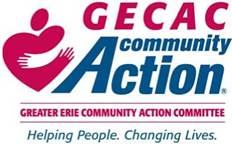 GECAC
community
Action®
GREATER ERIE COMMUNITY ACTION COMMITTEE
Helping People. Changing Lives.